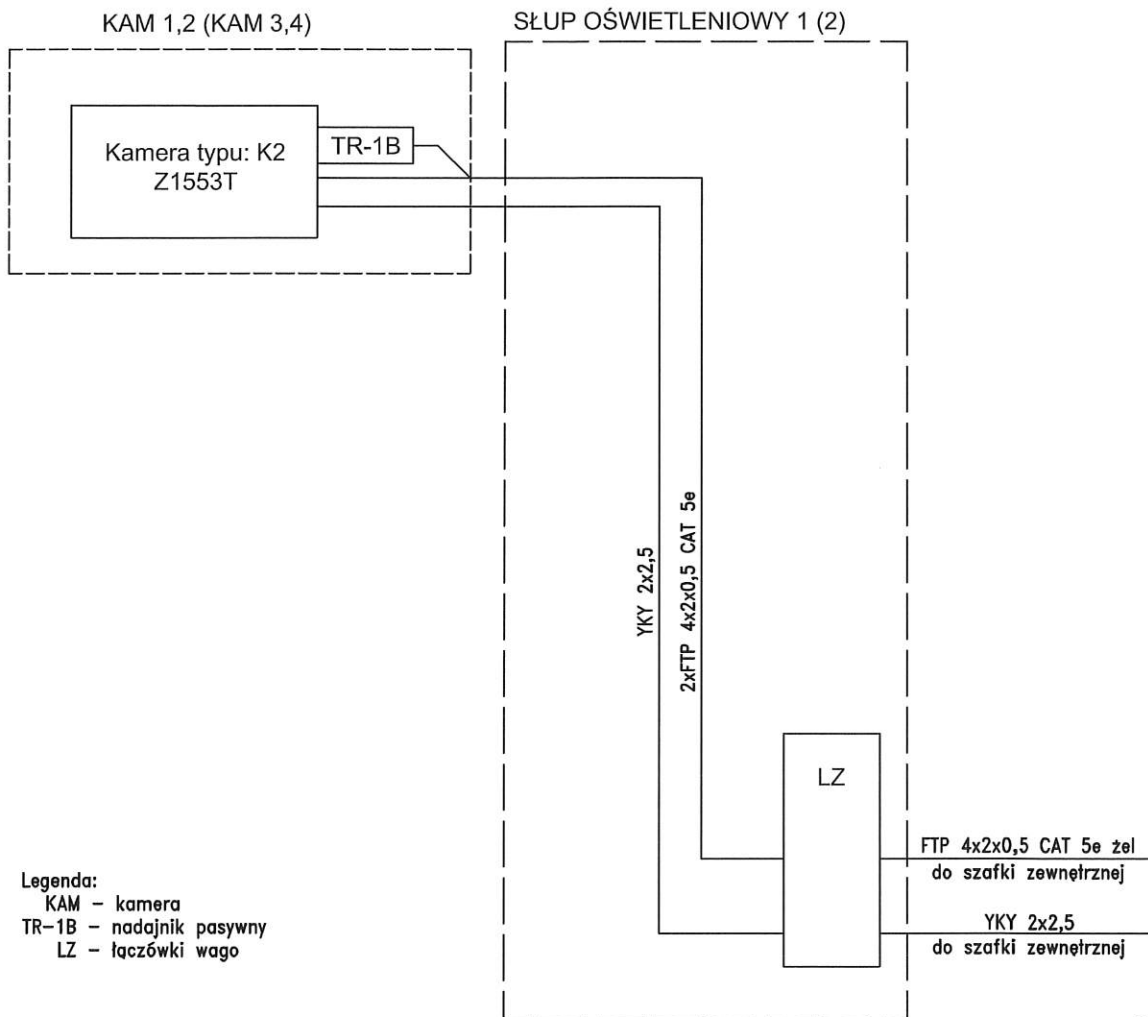 KAM 1,2 (KAM 3,4)
SŁUP OŚWIETLENIOWY 1 (2)
Kamera typu: K2
Z1553T
TR-1B
YKY 2x2,5
2xFTP 4x2x0,5 CAT 5e
LZ
FTP 4x2x0,5 CAT 5e żel
do szafki zewnętrznej
YKY 2x2,5
do szafki zewnętrznej
Legenda:
KAM – kamera
TR-1B – nadajnik pasywny
LZ – łączówki wago